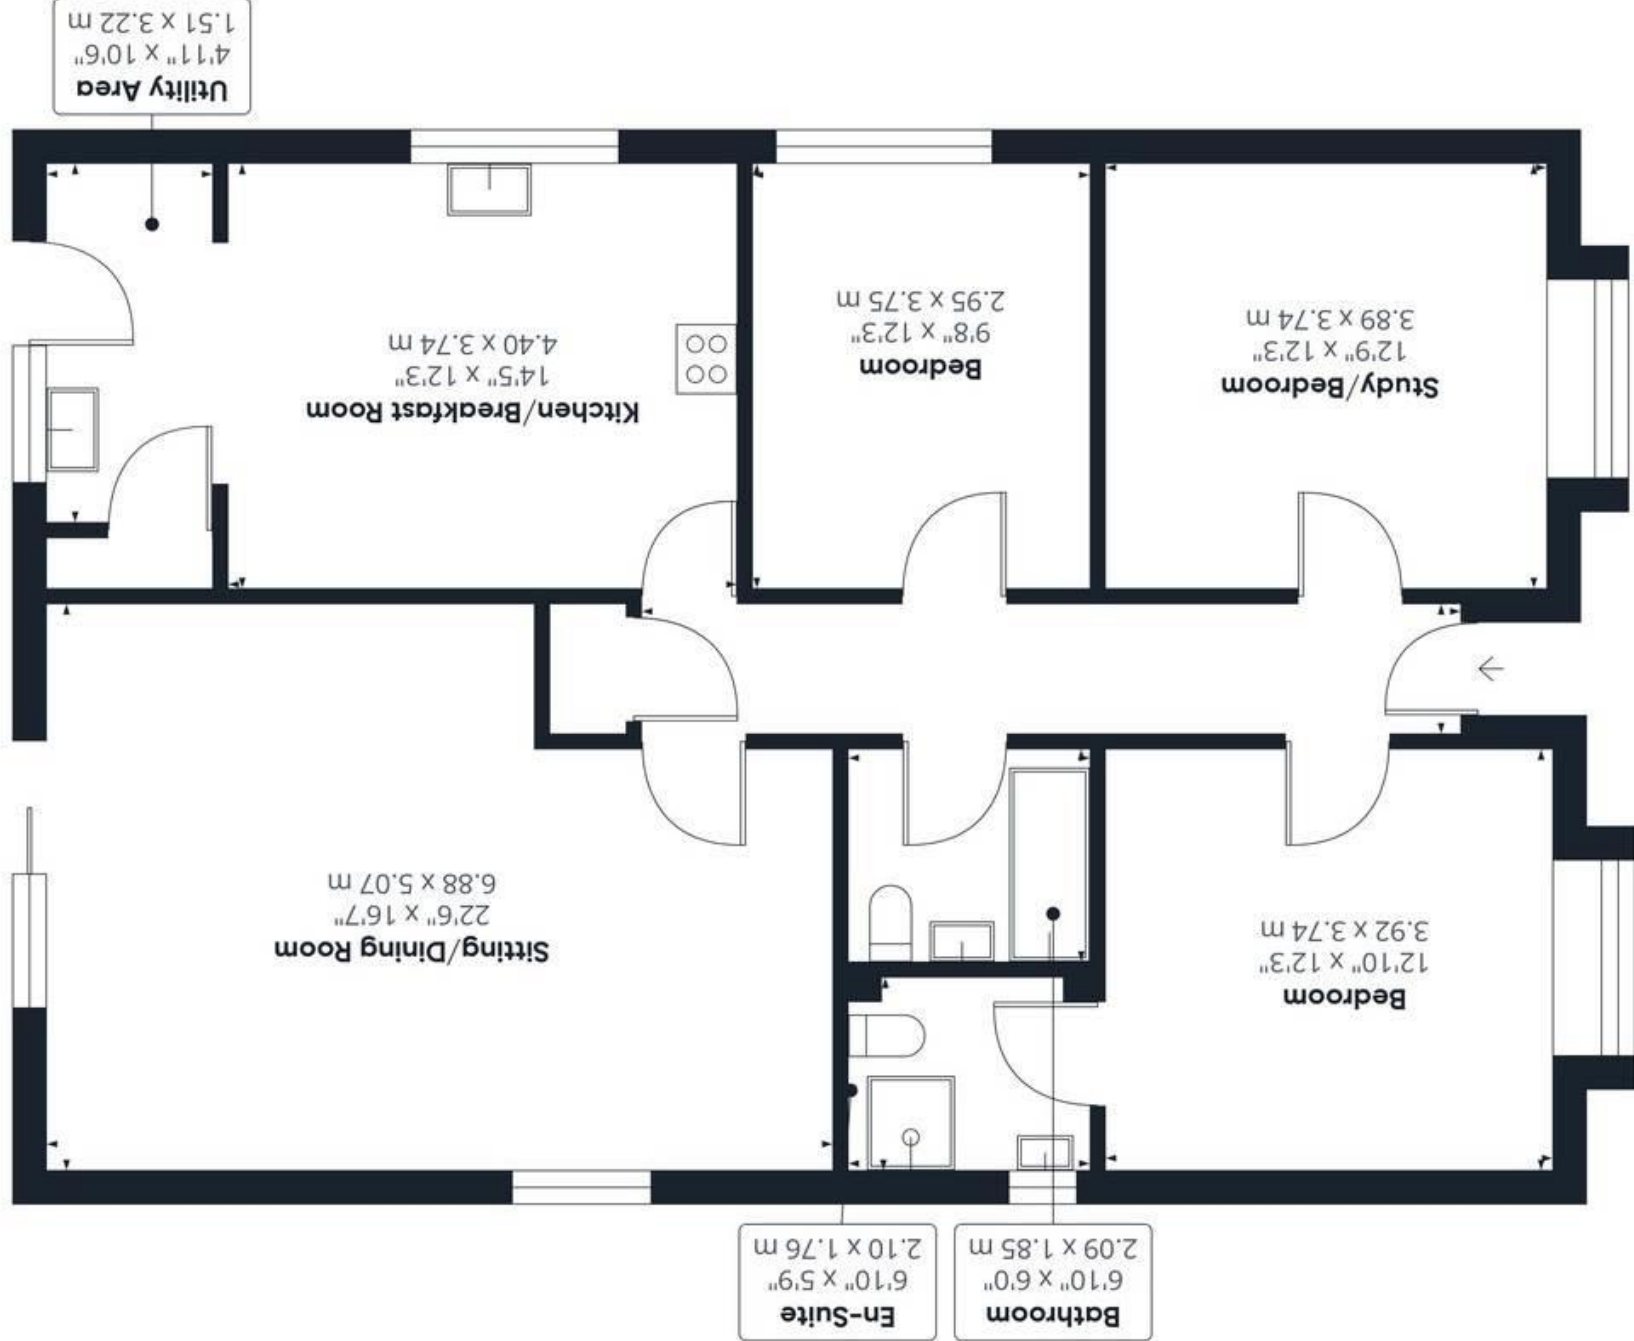 Bathroom
6'10" x 6'0"
2.09 x 1.85 m
En-Suite
6'10" x 5'9"
2.10 x 1.76 m
Bedroom
12'10" x 12'3"
3.92 x 3.74 m
Sitting/Dining Room
22'6" x 16'7"
6.88 x 5.07 m
Study/Bedroom
12'9" x 12'3"
3.89 x 3.74 m
Bedroom
9'8" x 12'3"
2.95 x 3.75 m
Kitchen/Breakfast Room
14'5" x 12'3"
4.40 x 3.74 m
Utility Area
4'11" x 10'6"
1.51 x 3.22 m